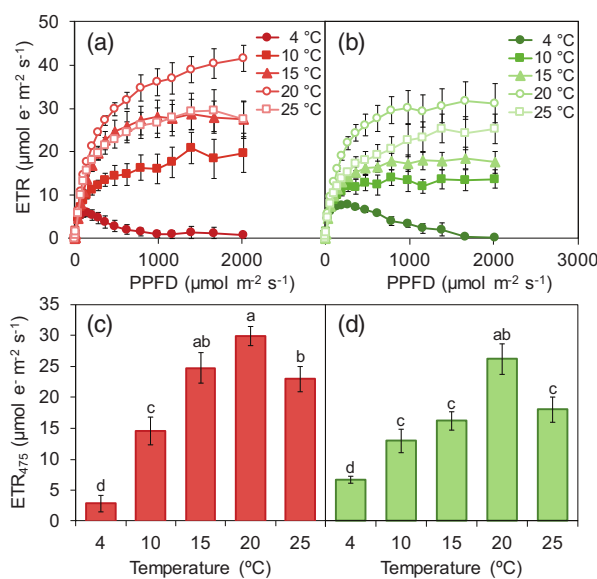 (a)
4 °C
10 °C
15 °C
20 °C
25 °C
(b)
4 °C
10 °C
15 °C
20 °C
25 °C
ETR (µmol e- m-2 s-1)
50
40
30
20
10
0
0 1000 2000
0 1000 2000 3000
PPFD (µmol m-2 s-1)
PPFD (µmol m-2 s-1)
(c)
d
c
ab
a
b
(d)
d
c
c
ab
c
ETR475 (µmol e- m-2 s-1)
40
35
30
25
20
15
10
5
0
4 10 15 20 25
4 10 15 20 25
Temperature (ºC)
Temperature (ºC)